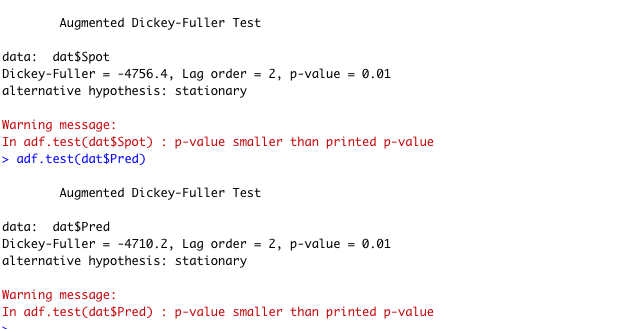 Augmented Dickey-Fuller Test
data:  dat$Spot
Dickey-Fuller = -4756.4, Lag order = 2, p-value = 0.01
alternative hypothesis: stationary
Warning message:
In adf.test(dat$Spot) : p-value smaller than printed p-value
> adf.test(dat$Pred)
Augmented Dickey-Fuller Test
data:  dat$Pred
Dickey-Fuller = -4710.2, Lag order = 2, p-value = 0.01
alternative hypothesis: stationary
Warning message:
In adf.test(dat$Pred) : p-value smaller than printed p-value
>